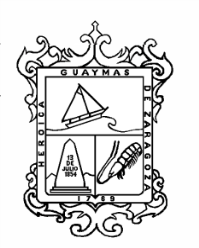 HEROICA
GUAYMAS
DE ZARAGOZA
13
DE
JULIO
1854
1769